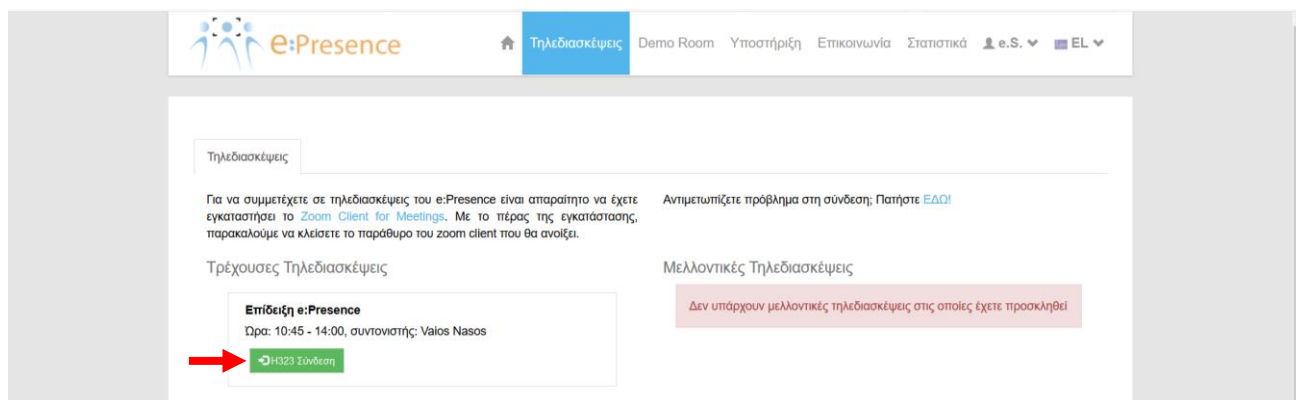 e:Presence
Τηλεδιασκέψεις Demo Room Υποστήριξη Επικοινωνία Στατιστικά e.S. EL
Τηλεδιασκέψεις
Για να συμμετέχετε σε τηλεδιασκέψεις του e:Presence είναι απαραίτητο να έχετε
εγκαταστήσει το Zoom Client for Meetings. Με το πέρας της εγκατάστασης,
παρακαλούμε να κλείσετε το παράθυρο του zoom client που θα ανοίξει.
Αντιμετωπίζετε πρόβλημα στη σύνδεση; Πατήστε ΕΔΩ!
Τρέχουσες Τηλεδιασκέψεις
Επίδειξη e:Presence
Ώρα: 10:45 - 14:00, συντονιστής: Vaios Nasos
H323 Σύνδεση
Μελλοντικές Τηλεδιασκέψεις
Δεν υπάρχουν μελλοντικές τηλεδιασκέψεις στις οποίες έχετε προσκληθεί